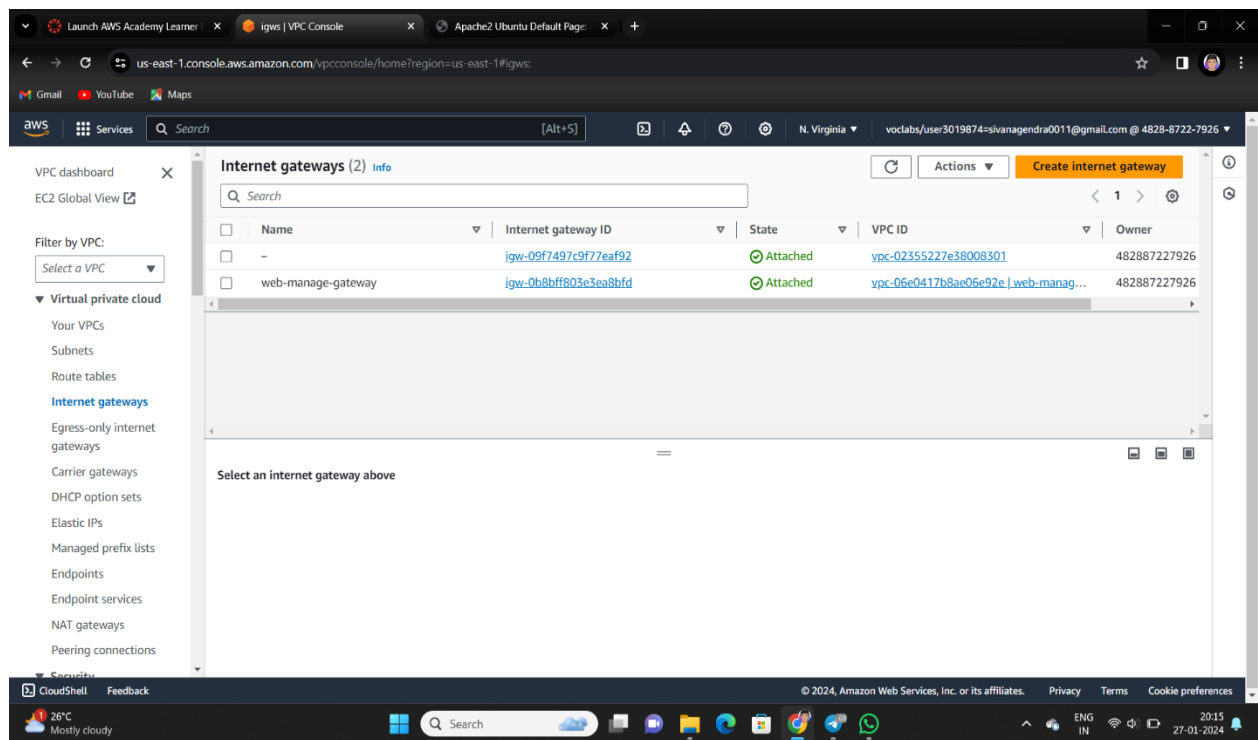 Launch AWS Academy Learner
igws | VPC Console
Apache2 Ubuntu Default Page:
us-east-1.console.aws.amazon.com/vpcconsole/home?region=us-east-1#igws:
Gmail YouTube Maps
aws Services Search [Alt+S] N. Virginia voclabs/user3019874=sivanagendra0011@gmail.com @ 4828-8722-7926
VPC dashboard
EC2 Global View
Filter by VPC:
Select a VPC
Virtual private cloud
Your VPCs
Subnets
Route tables
Internet gateways
Egress-only internet
gateways
Carrier gateways
DHCP option sets
Elastic IPs
Managed prefix lists
Endpoints
Endpoint services
NAT gateways
Peering connections
Security
Internet gateways (2) Info
Actions Create internet gateway
Search
1
Name Internet gateway ID State VPC ID Owner
– igw-09f7497c9f77eaf92 Attached vpc-02355227e38008301 482887227926
web-manage-gateway igw-0b8bff803e3ea8bfd Attached vpc-06e0417b8ae06e92e | web-manag... 482887227926
Select an internet gateway above
CloudShell Feedback © 2024, Amazon Web Services, Inc. or its affiliates. Privacy Terms Cookie preferences
1
26°C
Mostly cloudy
Search
ENG
IN
20:15
27-01-2024